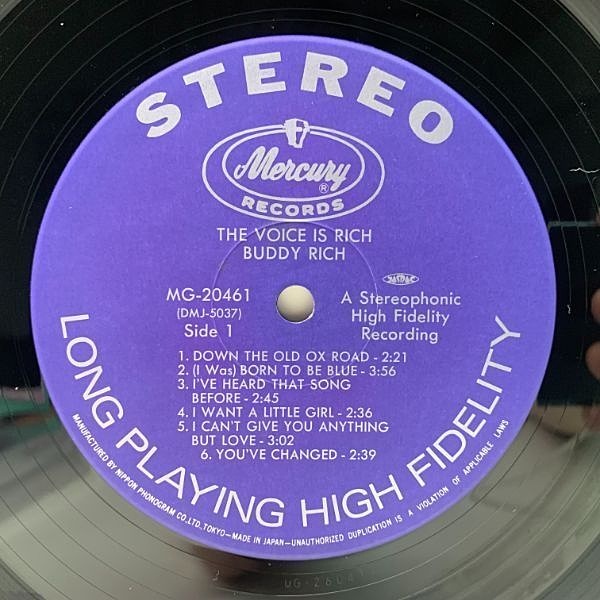 STEREO
Mercury
®
RECORDS
THE VOICE IS RICH
BUDDY RICH
MG-20461
(DMJ-5037)
Side 1
A Stereophonic
High Fidelity
Recording
1. DOWN THE OLD OX ROAD - 2:21
2. (I Was) BORN TO BE BLUE - 3:56
3. I'VE HEARD THAT SONG
BEFORE - 2:45
4. I WANT A LITTLE GIRL - 2:36
5. I CAN'T GIVE YOU ANYTHING
BUT LOVE - 3:02
6. YOU'VE CHANGED - 2:39
LONG PLAYING HIGH FIDELITY
MANUFACTURED BY NIPPON PHONOGRAM CO., LTD., TOKYO—MADE IN JAPAN—UNAUTHORIZED DUPLICATION IS A VIOLATION OF APPLICABLE LAWS